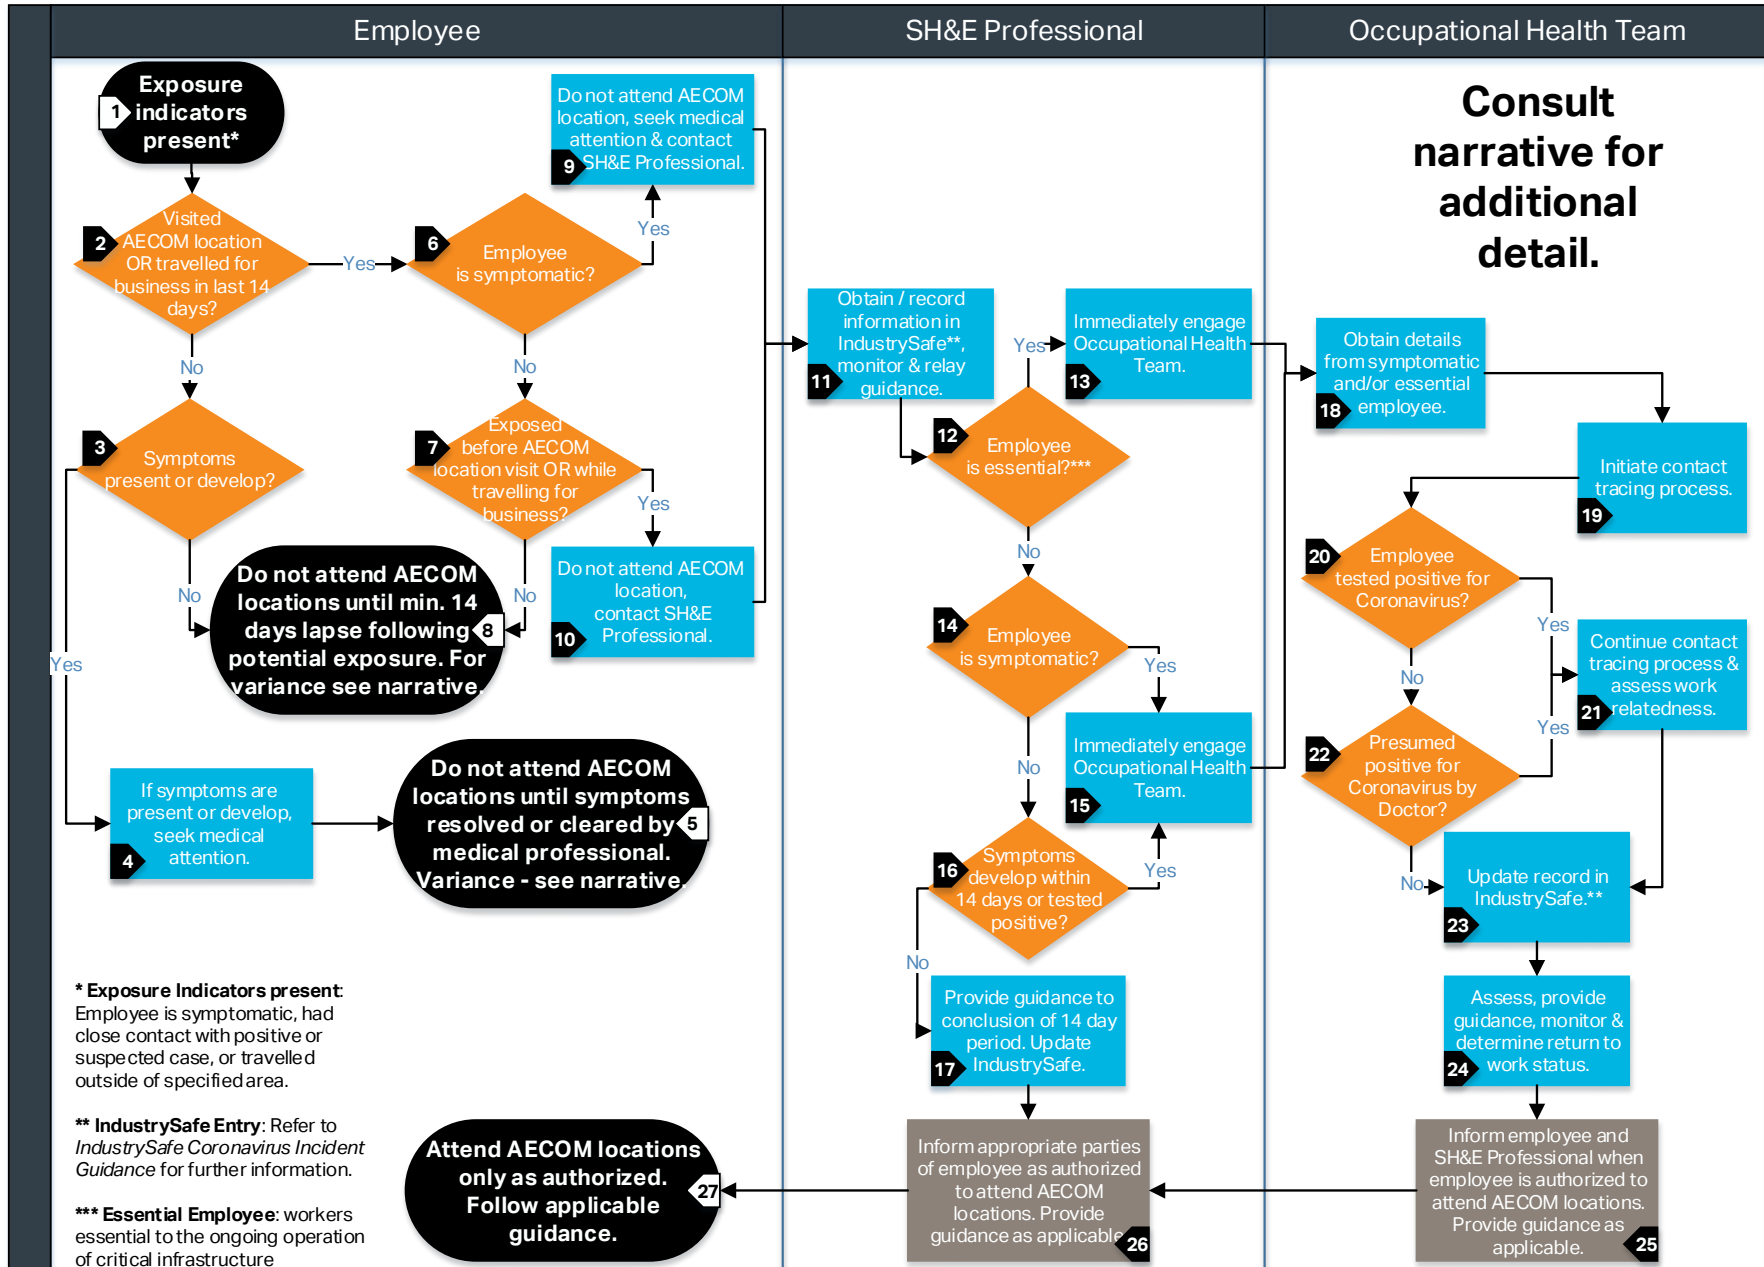 Employee
SH&E Professional
Occupational Health Team
1
Exposure
indicators
present*
2
Visited
AECOM location
OR travelled for
business in last 14
days?
Yes
No
3
Symptoms
present or develop?
Yes
No
4
If symptoms are
present or develop,
seek medical
attention.
5
Do not attend AECOM
locations until symptoms
resolved or cleared by
medical professional.
Variance - see narrative.
6
Employee
is symptomatic?
Yes
No
7
Exposed
before AECOM
location visit OR while
travelling for
business?
Yes
No
8
Do not attend AECOM
locations until min. 14
days lapse following
potential exposure. For
variance see narrative.
9
Do not attend AECOM
location, seek medical
attention & contact
SH&E Professional.
10
Do not attend AECOM
location,
contact SH&E
Professional.
* Exposure Indicators present:
Employee is symptomatic, had
close contact with positive or
suspected case, or travelled
outside of specified area.
** IndustrySafe Entry: Refer to
IndustrySafe Coronavirus Incident
Guidance for further information.
*** Essential Employee: workers
essential to the ongoing operation
of critical infrastructure
11
Obtain / record
information in
IndustrySafe**,
monitor & relay
guidance.
12
Employee
is essential?***
Yes
No
13
Immediately engage
Occupational Health
Team.
14
Employee
is symptomatic?
Yes
No
15
Immediately engage
Occupational Health
Team.
16
Symptoms
develop within
14 days or tested
positive?
Yes
No
17
Provide guidance to
conclusion of 14 day
period. Update
IndustrySafe.
Consult
narrative for
additional
detail.
18
Obtain details
from symptomatic
and/or essential
employee.
19
Initiate contact
tracing process.
20
Employee
tested positive for
Coronavirus?
Yes
No
21
Continue contact
tracing process &
assess work
relatedness.
22
Presumed
positive for
Coronavirus by
Doctor?
Yes
No
23
Update record in
IndustrySafe.**
24
Assess, provide
guidance, monitor &
determine return to
work status.
25
Inform employee and
SH&E Professional when
employee is authorized to
attend AECOM locations.
Provide guidance as
applicable.
26
Inform appropriate parties
of employee as authorized
to attend AECOM
locations. Provide
guidance as applicable
27
Attend AECOM locations
only as authorized.
Follow applicable
guidance.